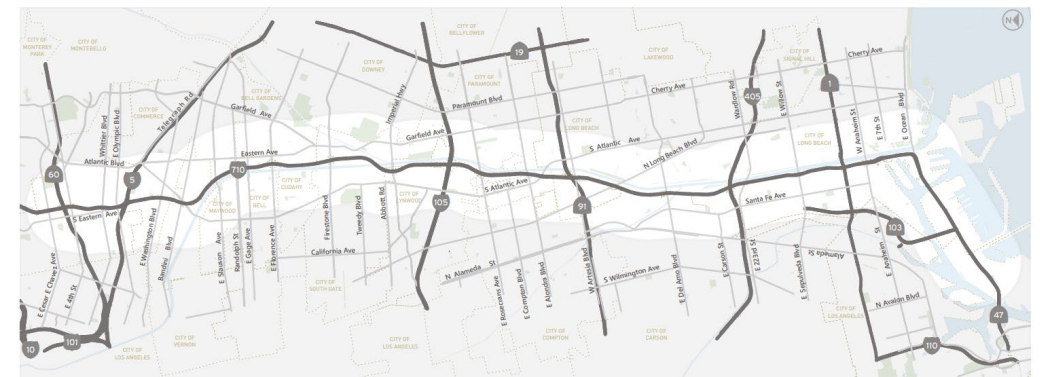 N
CITY OF
MONTEREY
PARK
CITY OF
MONTEBELLO
CITY OF
BELLFLOWER
CITY OF
DOWNEY
CITY OF
LAKEWOOD
CITY OF
SIGNAL HILL
CITY OF
PARAMOUNT
CITY OF
COMMERCE
CITY OF
BELL GARDENS
CITY OF
LONG BEACH
CITY OF
LONG BEACH
CITY OF
CUDAHY
CITY OF
BELL
CITY OF
MAYWOOD
CITY OF
LYNWOOD
CITY OF
SOUTH GATE
CITY OF
VERNON
CITY OF
LOS ANGELES
CITY OF
LOS ANGELES
CITY OF
COMPTON
CITY OF
CARSON
CITY OF
LOS ANGELES
19
1
405
60
5
710
105
91
103
47
110
101
10
Telegraph Rd
Whittier Blvd
E Olympic Blvd
Atlantic Blvd
Garfield Ave
Eastern Ave
Imperial Hwy
Paramount Blvd
Garfield Ave
Cherry Ave
Cherry Ave
Wardlow Rd
E Willow St
W Anaheim St
E 7th St
E Ocean Blvd
S Atlantic Ave
N Long Beach Blvd
S Atlantic Ave
Santa Fe Ave
S Eastern Ave
E Washington Blvd
Bandini Blvd
E Slauson Ave
Randolph St
E Gage Ave
E Florence Ave
Firestone Blvd
Tweedy Blvd
Abbott Rd
California Ave
E Cesar E Chavez Ave
E 4th St
N Alameda St
E Rosecrans Ave
E Compton Blvd
E Alondra Blvd
W Artesia Blvd
S Wilmington Ave
E Del Amo Blvd
E Carson St
E 223rd St
E Sepulveda Blvd
Alameda St
E Anaheim St
N Avalon Blvd